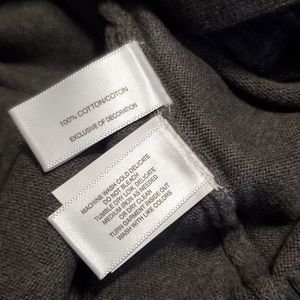 100% COTTON/COTON
EXCLUSIVE OF DECORATION
MACHINE WASH COLD DELICATE
DO NOT BLEACH
TUMBLE DRY, LOW, DELICATE
MEDIUM IRON AS NEEDED
OR DRY CLEAN
TURN GARMENT INSIDE OUT
WASH WITH LIKE COLORS